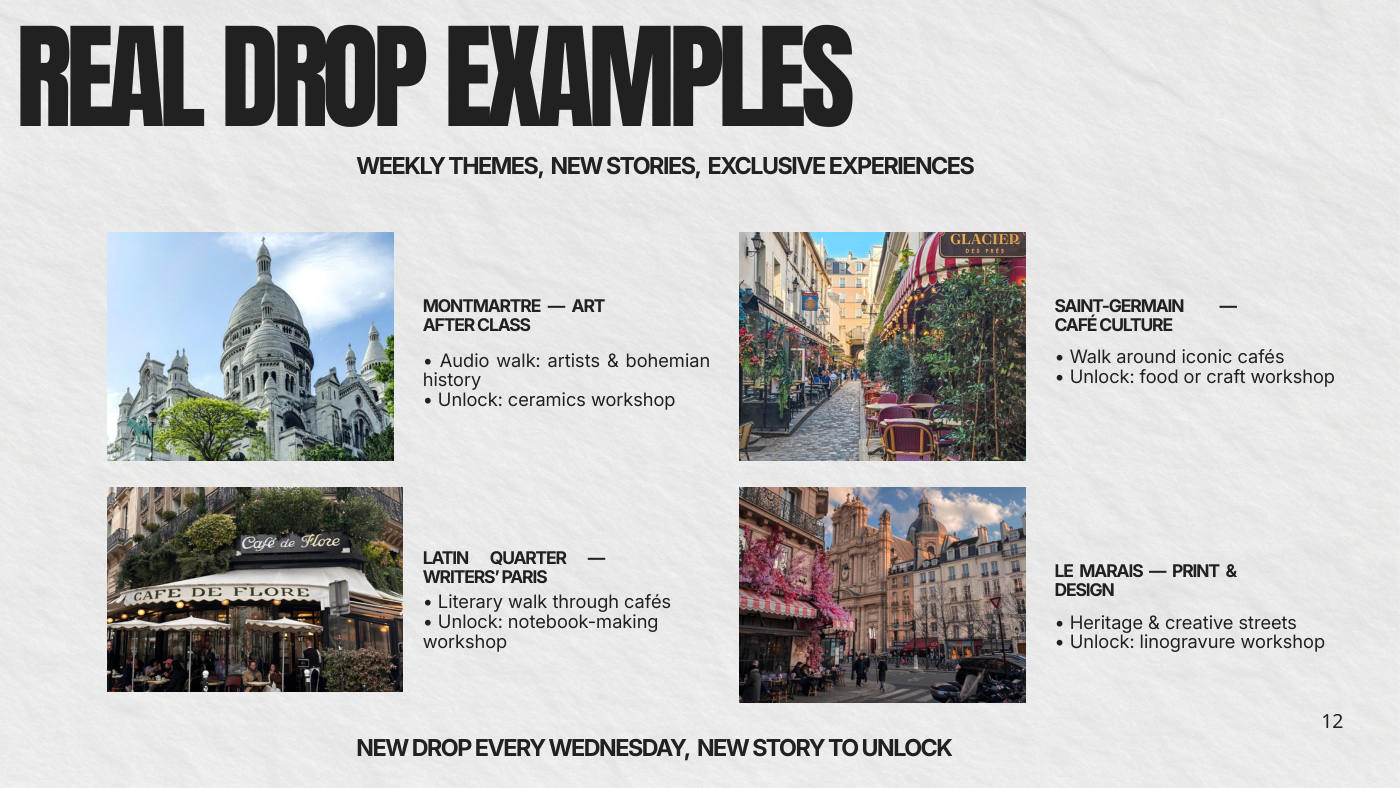 REAL DROP EXAMPLES
WEEKLY THEMES, NEW STORIES, EXCLUSIVE EXPERIENCES
MONTMARTRE — ART
AFTER CLASS
• Audio walk: artists & bohemian
history
• Unlock: ceramics workshop
GLACIER
DES PRÉS
SAINT-GERMAIN —
CAFÉ CULTURE
• Walk around iconic cafés
• Unlock: food or craft workshop
Café de Flore
CAFE DE FLORE
LATIN QUARTER —
WRITERS' PARIS
• Literary walk through cafés
• Unlock: notebook-making
workshop
LE MARAIS — PRINT &
DESIGN
• Heritage & creative streets
• Unlock: linogravure workshop
12
NEW DROP EVERY WEDNESDAY, NEW STORY TO UNLOCK